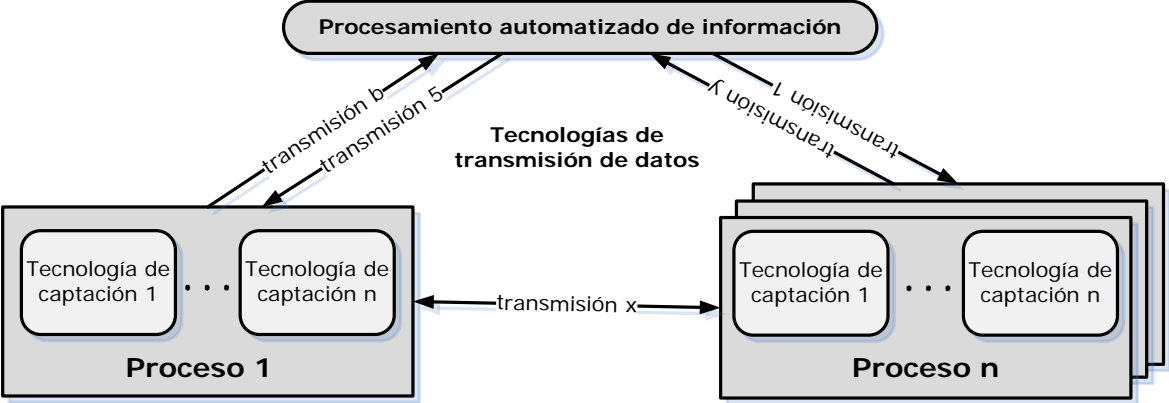 Procesamiento automatizado de información
transmisión b
transmisión 5
transmisión y
transmisión 1
Tecnologías de
transmisión de datos
Tecnología de
captación 1
. . .
Tecnología de
captación n
transmisión x
Tecnología de
captación 1
. . .
Tecnología de
captación n
Proceso 1
Proceso n